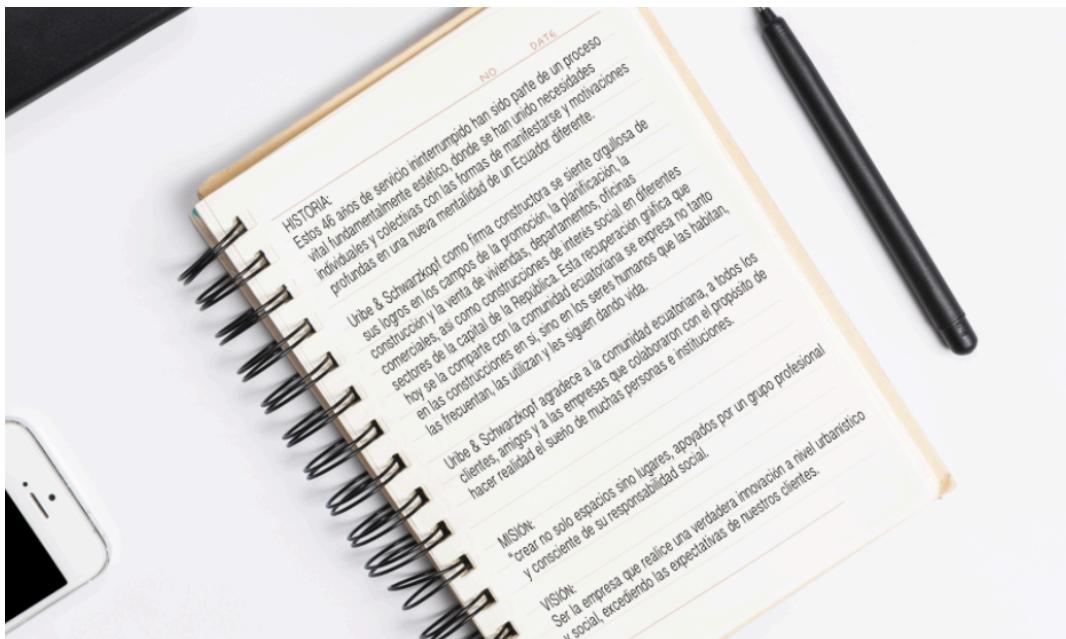 NO DATE
HISTORIA:
Estos 46 años de servicio ininterrumpido han sido parte de un proceso
vital fundamentalmente estético, donde se han unido necesidades
individuales y colectivas con las formas de manifestarse y motivaciones
profundas en una nueva mentalidad de un Ecuador diferente.
Uribe & Schwarzkopf como firma constructora se siente orgullosa de
sus logros en los campos de la promoción, la planificación, la
construcción y la venta de viviendas, departamentos, oficinas
comerciales, así como construcciones de interés social en diferentes
sectores de la capital de la República. Esta recuperación gráfica que
hoy se la comparte con la comunidad ecuatoriana se expresa no tanto
en las construcciones en sí, sino en los seres humanos que las habitan,
las frecuentan, las utilizan y les siguen dando vida.
Uribe & Schwarzkopf agradece a la comunidad ecuatoriana, a todos los
clientes, amigos y a las empresas que colaboraron con el propósito de
hacer realidad el sueño de muchas personas e instituciones.
MISIÓN:
"crear no solo espacios sino lugares, apoyados por un grupo profesional
y consciente de su responsabilidad social.
VISIÓN:
Ser la empresa que realice una verdadera innovación a nivel urbanístico
y social, excediendo las expectativas de nuestros clientes.